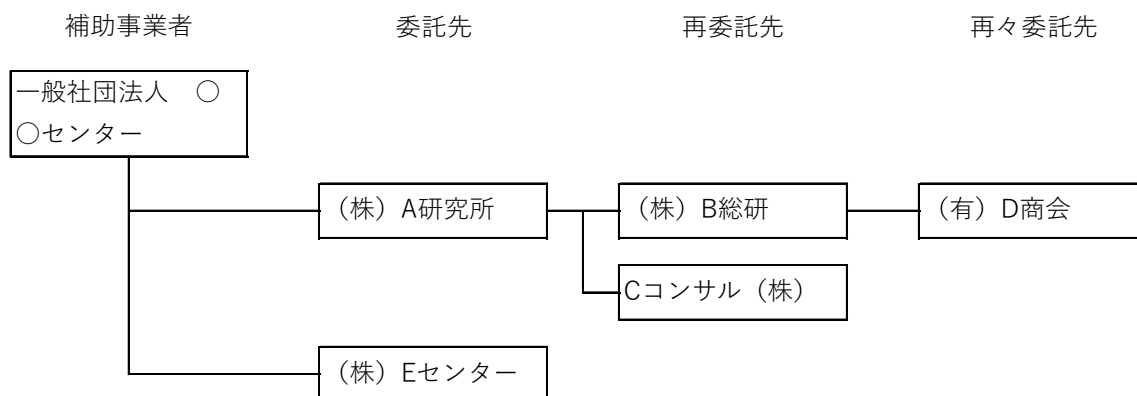 補助事業者 委託先 再委託先 再々委託先
一般社団法人　○
○センター
（株）A研究所
（株）B総研
（有）D商会
Cコンサル（株）
（株）Eセンター